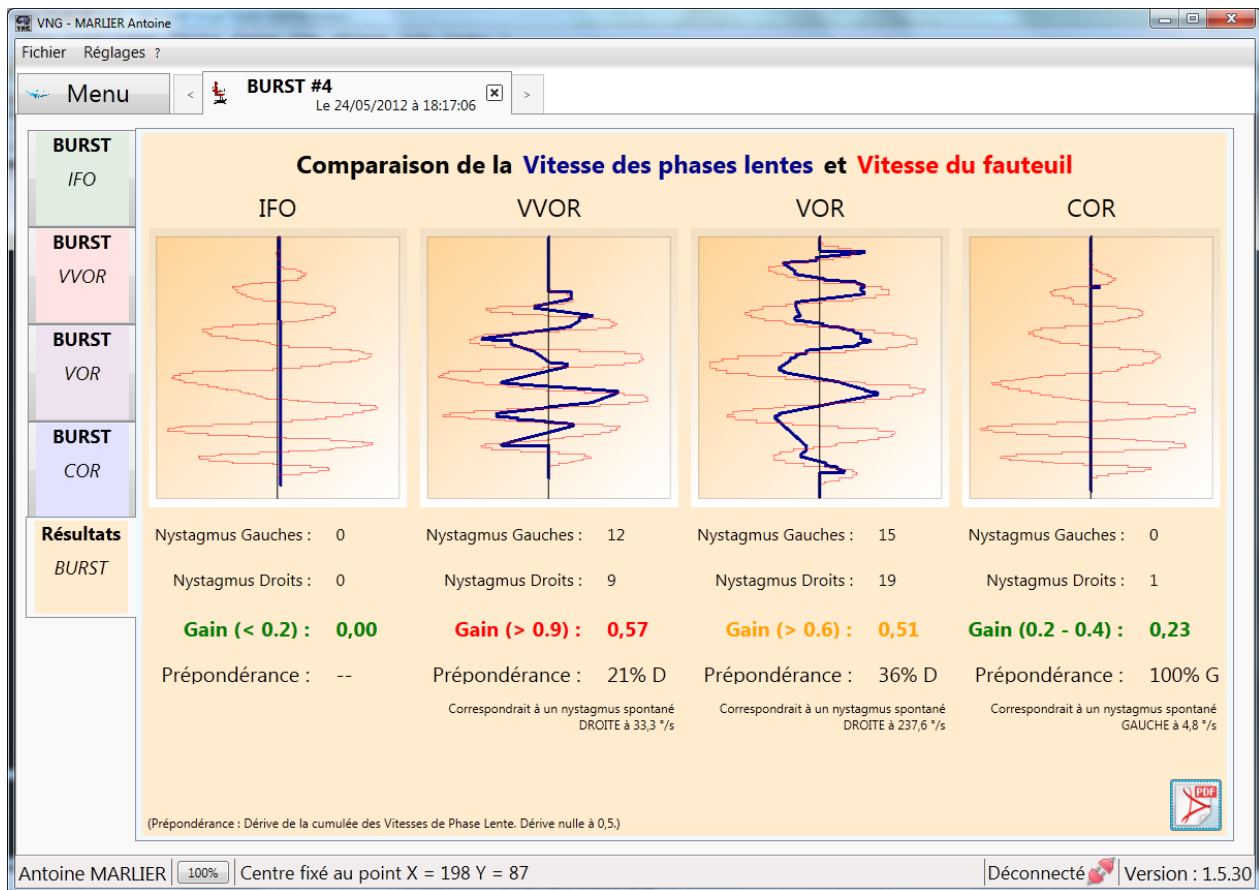 VNG - MARLIER Antoine
Fichier Réglages ?
Menu
< BURST #4 >
Le 24/05/2012 à 18:17:06
BURST
IFO
BURST
VVOR
BURST
VOR
BURST
COR
Résultats
BURST
Comparaison de la Vitesse des phases lentes et Vitesse du fauteuil
IFO VVOR VOR COR
Nystagmus Gauches : 0 Nystagmus Gauches : 12 Nystagmus Gauches : 15 Nystagmus Gauches : 0
Nystagmus Droits : 0 Nystagmus Droits : 9 Nystagmus Droits : 19 Nystagmus Droits : 1
Gain (< 0.2) : 0,00 Gain (> 0.9) : 0,57 Gain (> 0.6) : 0,51 Gain (0.2 - 0.4) : 0,23
Prépondérance : -- Prépondérance : 21% D Prépondérance : 36% D Prépondérance : 100% G
Correspondrait à un nystagmus spontané Correspondrait à un nystagmus spontané Correspondrait à un nystagmus spontané
DROITE à 33,3 °/s DROITE à 237,6 °/s GAUCHE à 4,8 °/s
PDF
(Prépondérance : Dérive de la cumulée des Vitesses de Phase Lente. Dérive nulle à 0,5.)
Antoine MARLIER 100% Centre fixé au point X = 198 Y = 87 Déconnecté Version : 1.5.30